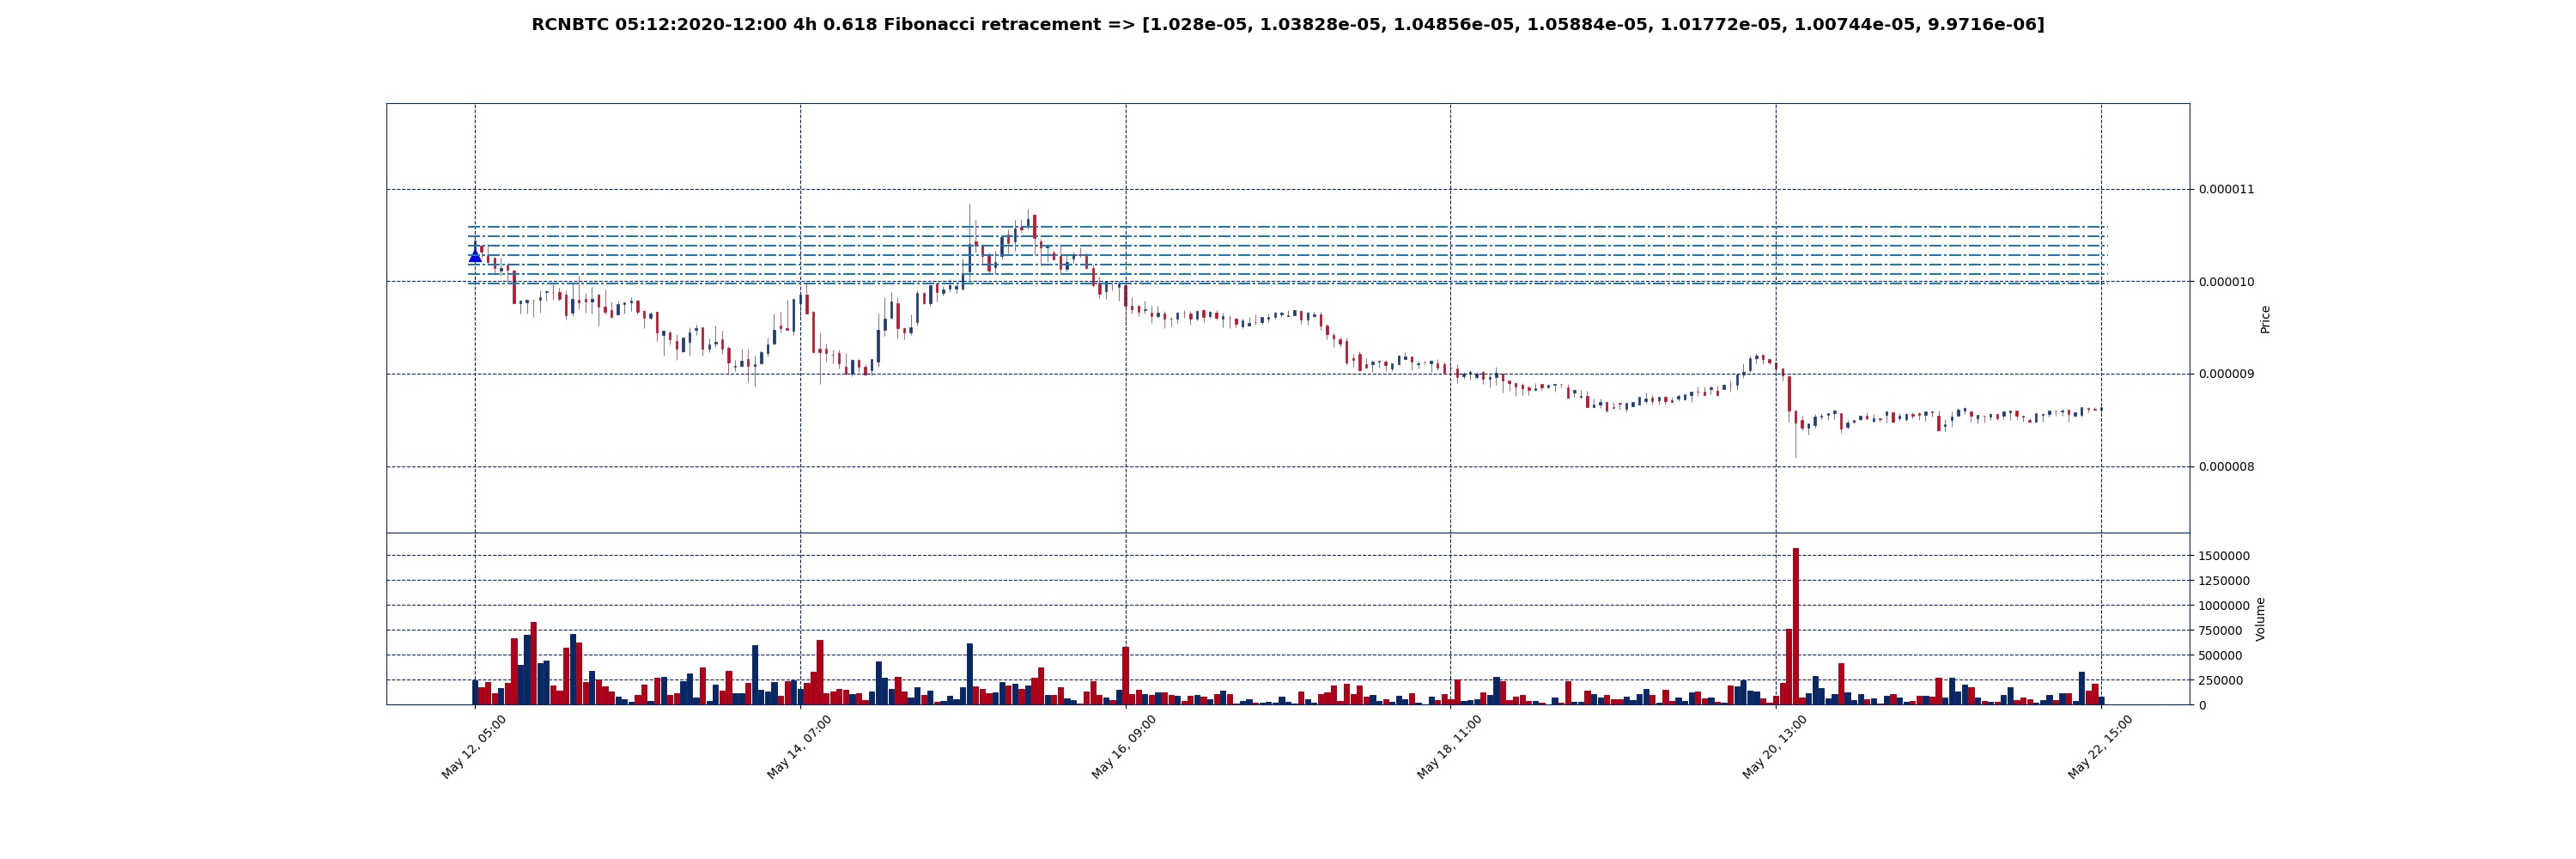 RCNBTC 05:12:2020-12:00 4h 0.618 Fibonacci retracement => [1.028e-05, 1.03828e-05, 1.04856e-05, 1.05884e-05, 1.01772e-05, 1.00744e-05, 9.9716e-06]
0.000011
0.000010
0.000009
0.000008
Price
1500000
1250000
1000000
750000
500000
250000
0
Volume
May 12, 05:00
May 14, 07:00
May 16, 09:00
May 18, 11:00
May 20, 13:00
May 22, 15:00